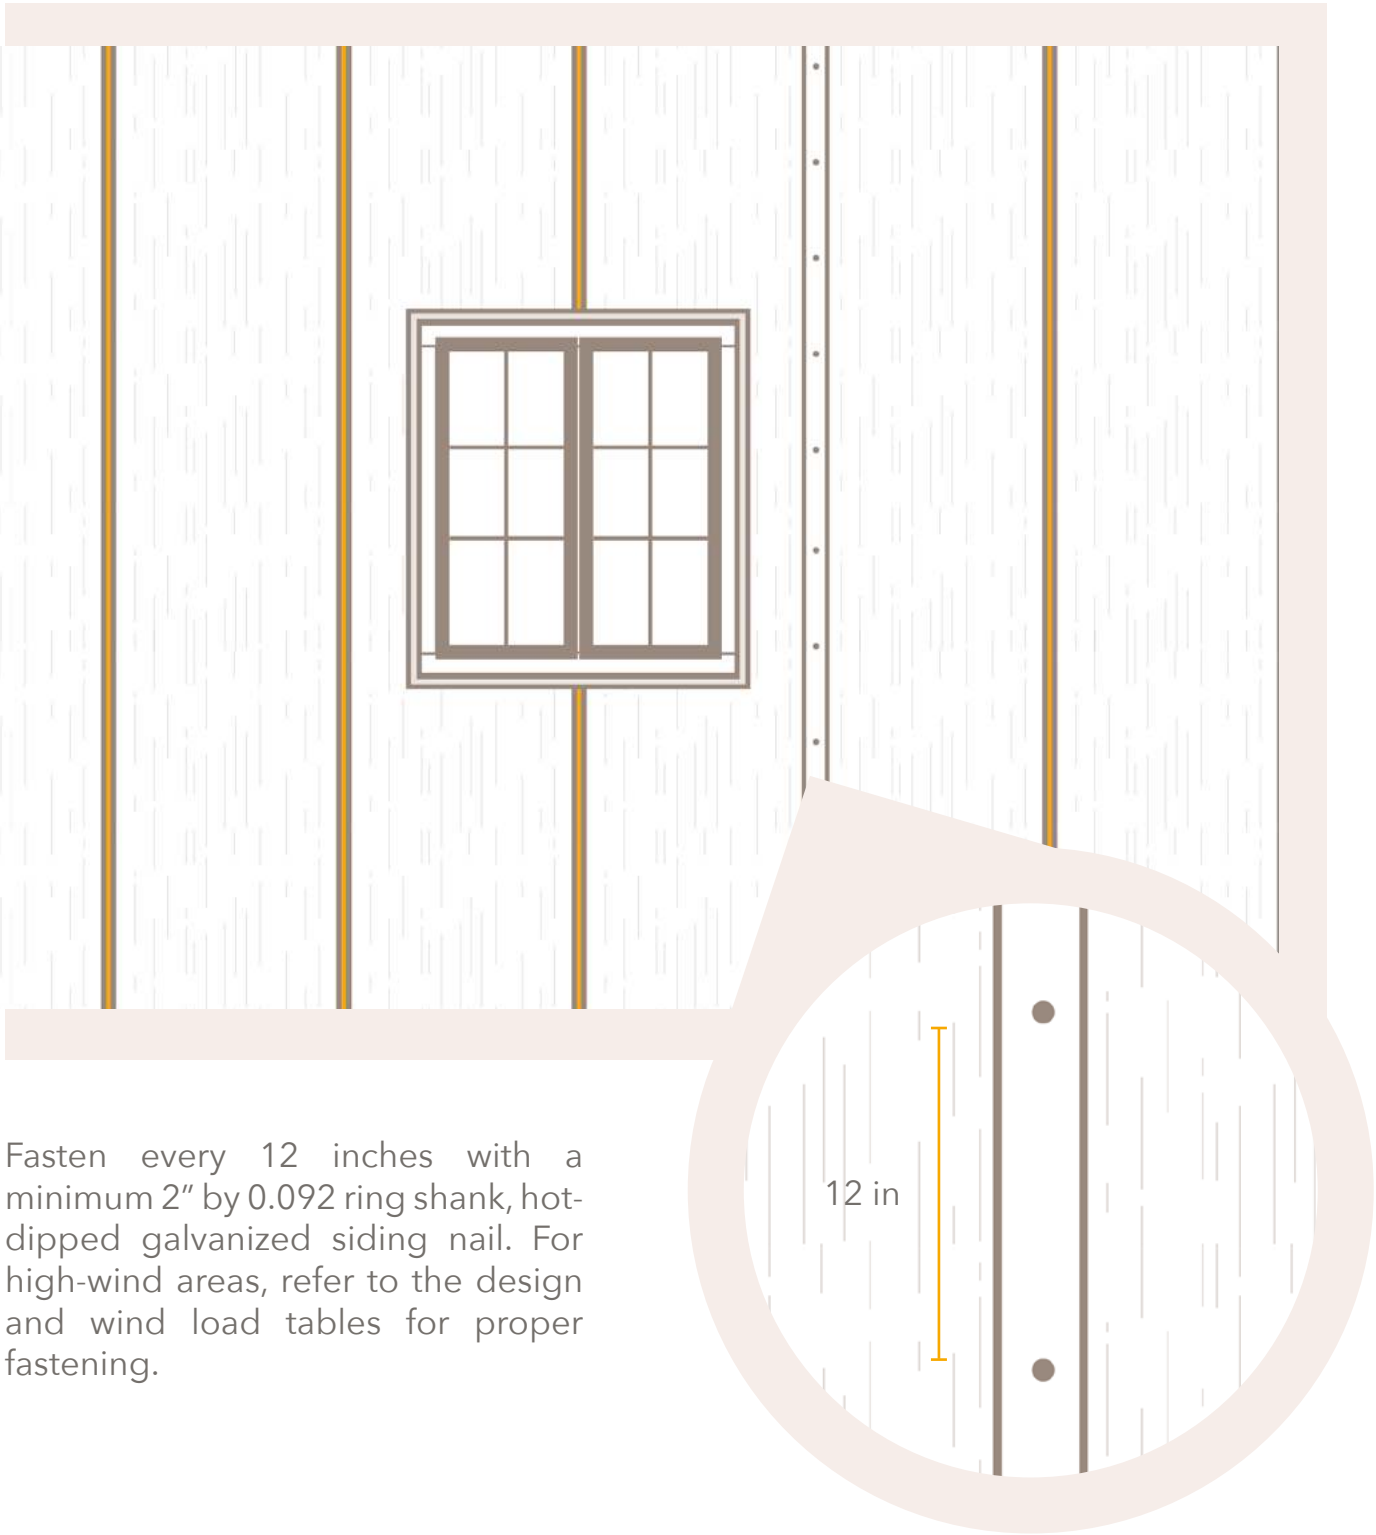 12 in
Fasten every 12 inches with a
minimum 2” by 0.092 ring shank, hot-
dipped galvanized siding nail. For
high-wind areas, refer to the design
and wind load tables for proper
fastening.